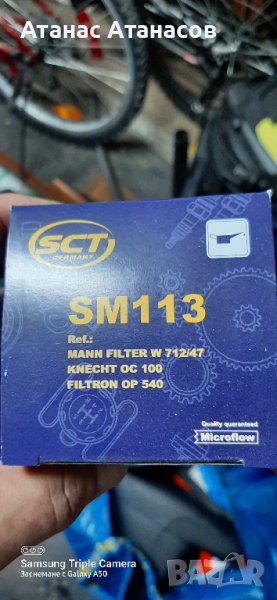 Атанас Атанасов
SCT
GERMANY
SM113
Ref.:
MANN FILTER W 712/47
KNECHT OC 100
FILTRON OP 540
Quality guaranteed
Microflow
Samsung Triple Camera
Заснемане с Galaxy A50
BAZAR